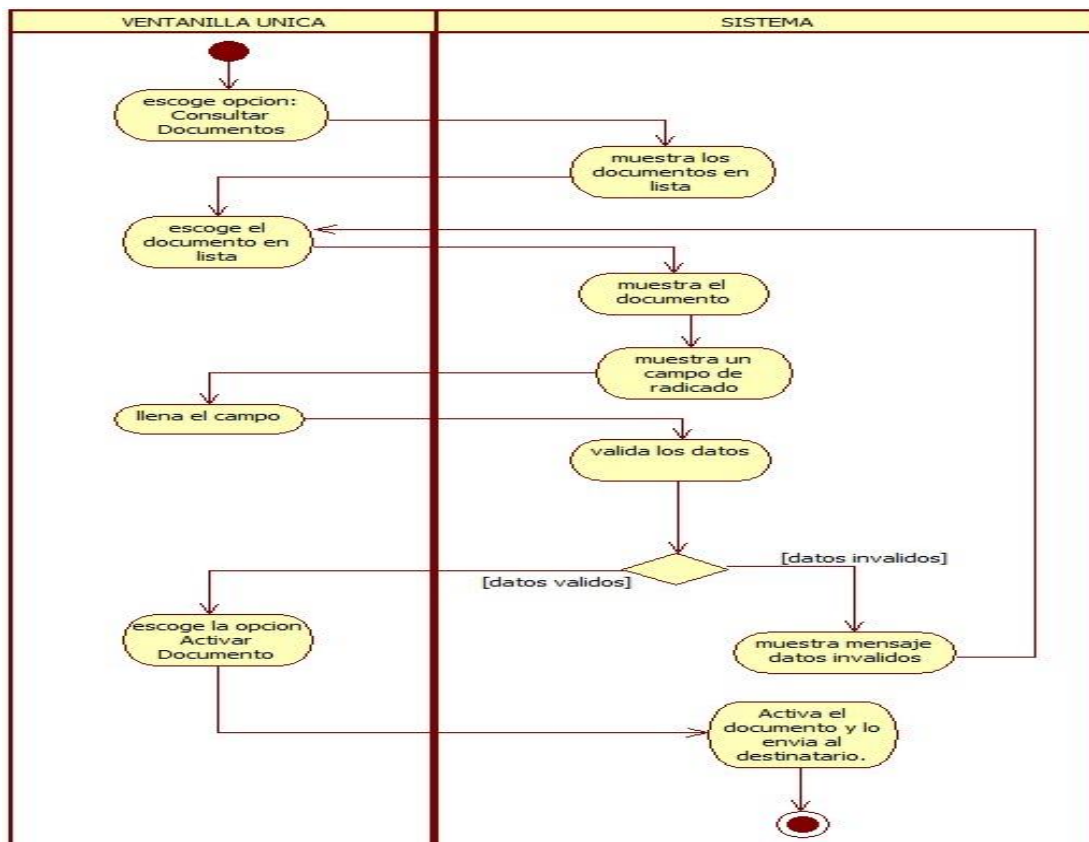 VENTANILLA UNICA
SISTEMA
escoge opcion:
Consultar
Documentos
muestra los
documentos en
lista
escoge el
documento en
lista
muestra el
documento
muestra un
campo de
radicado
llena el campo
valida los datos
[datos invalidos]
[datos validos]
escoge la opcion
Activar
Documento
muestra mensaje
datos invalidos
Activa el
documento y lo
envia al
destinatario.